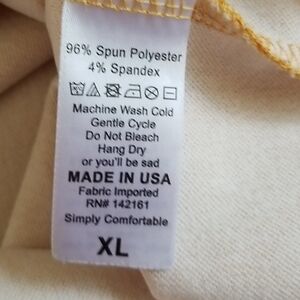 96% Spun Polyester
4% Spandex
Machine Wash Cold
Gentle Cycle
Do Not Bleach
Hang Dry
or you'll be sad
MADE IN USA
Fabric Imported
RN# 142161
Simply Comfortable
XL